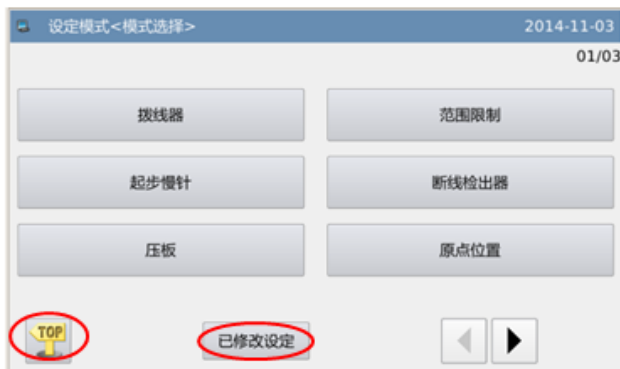 设定模式<模式选择> 2014-11-03
01/03
拨线器 范围限制
起步慢针 断线检出器
压板 原点位置
TOP 已修改设定